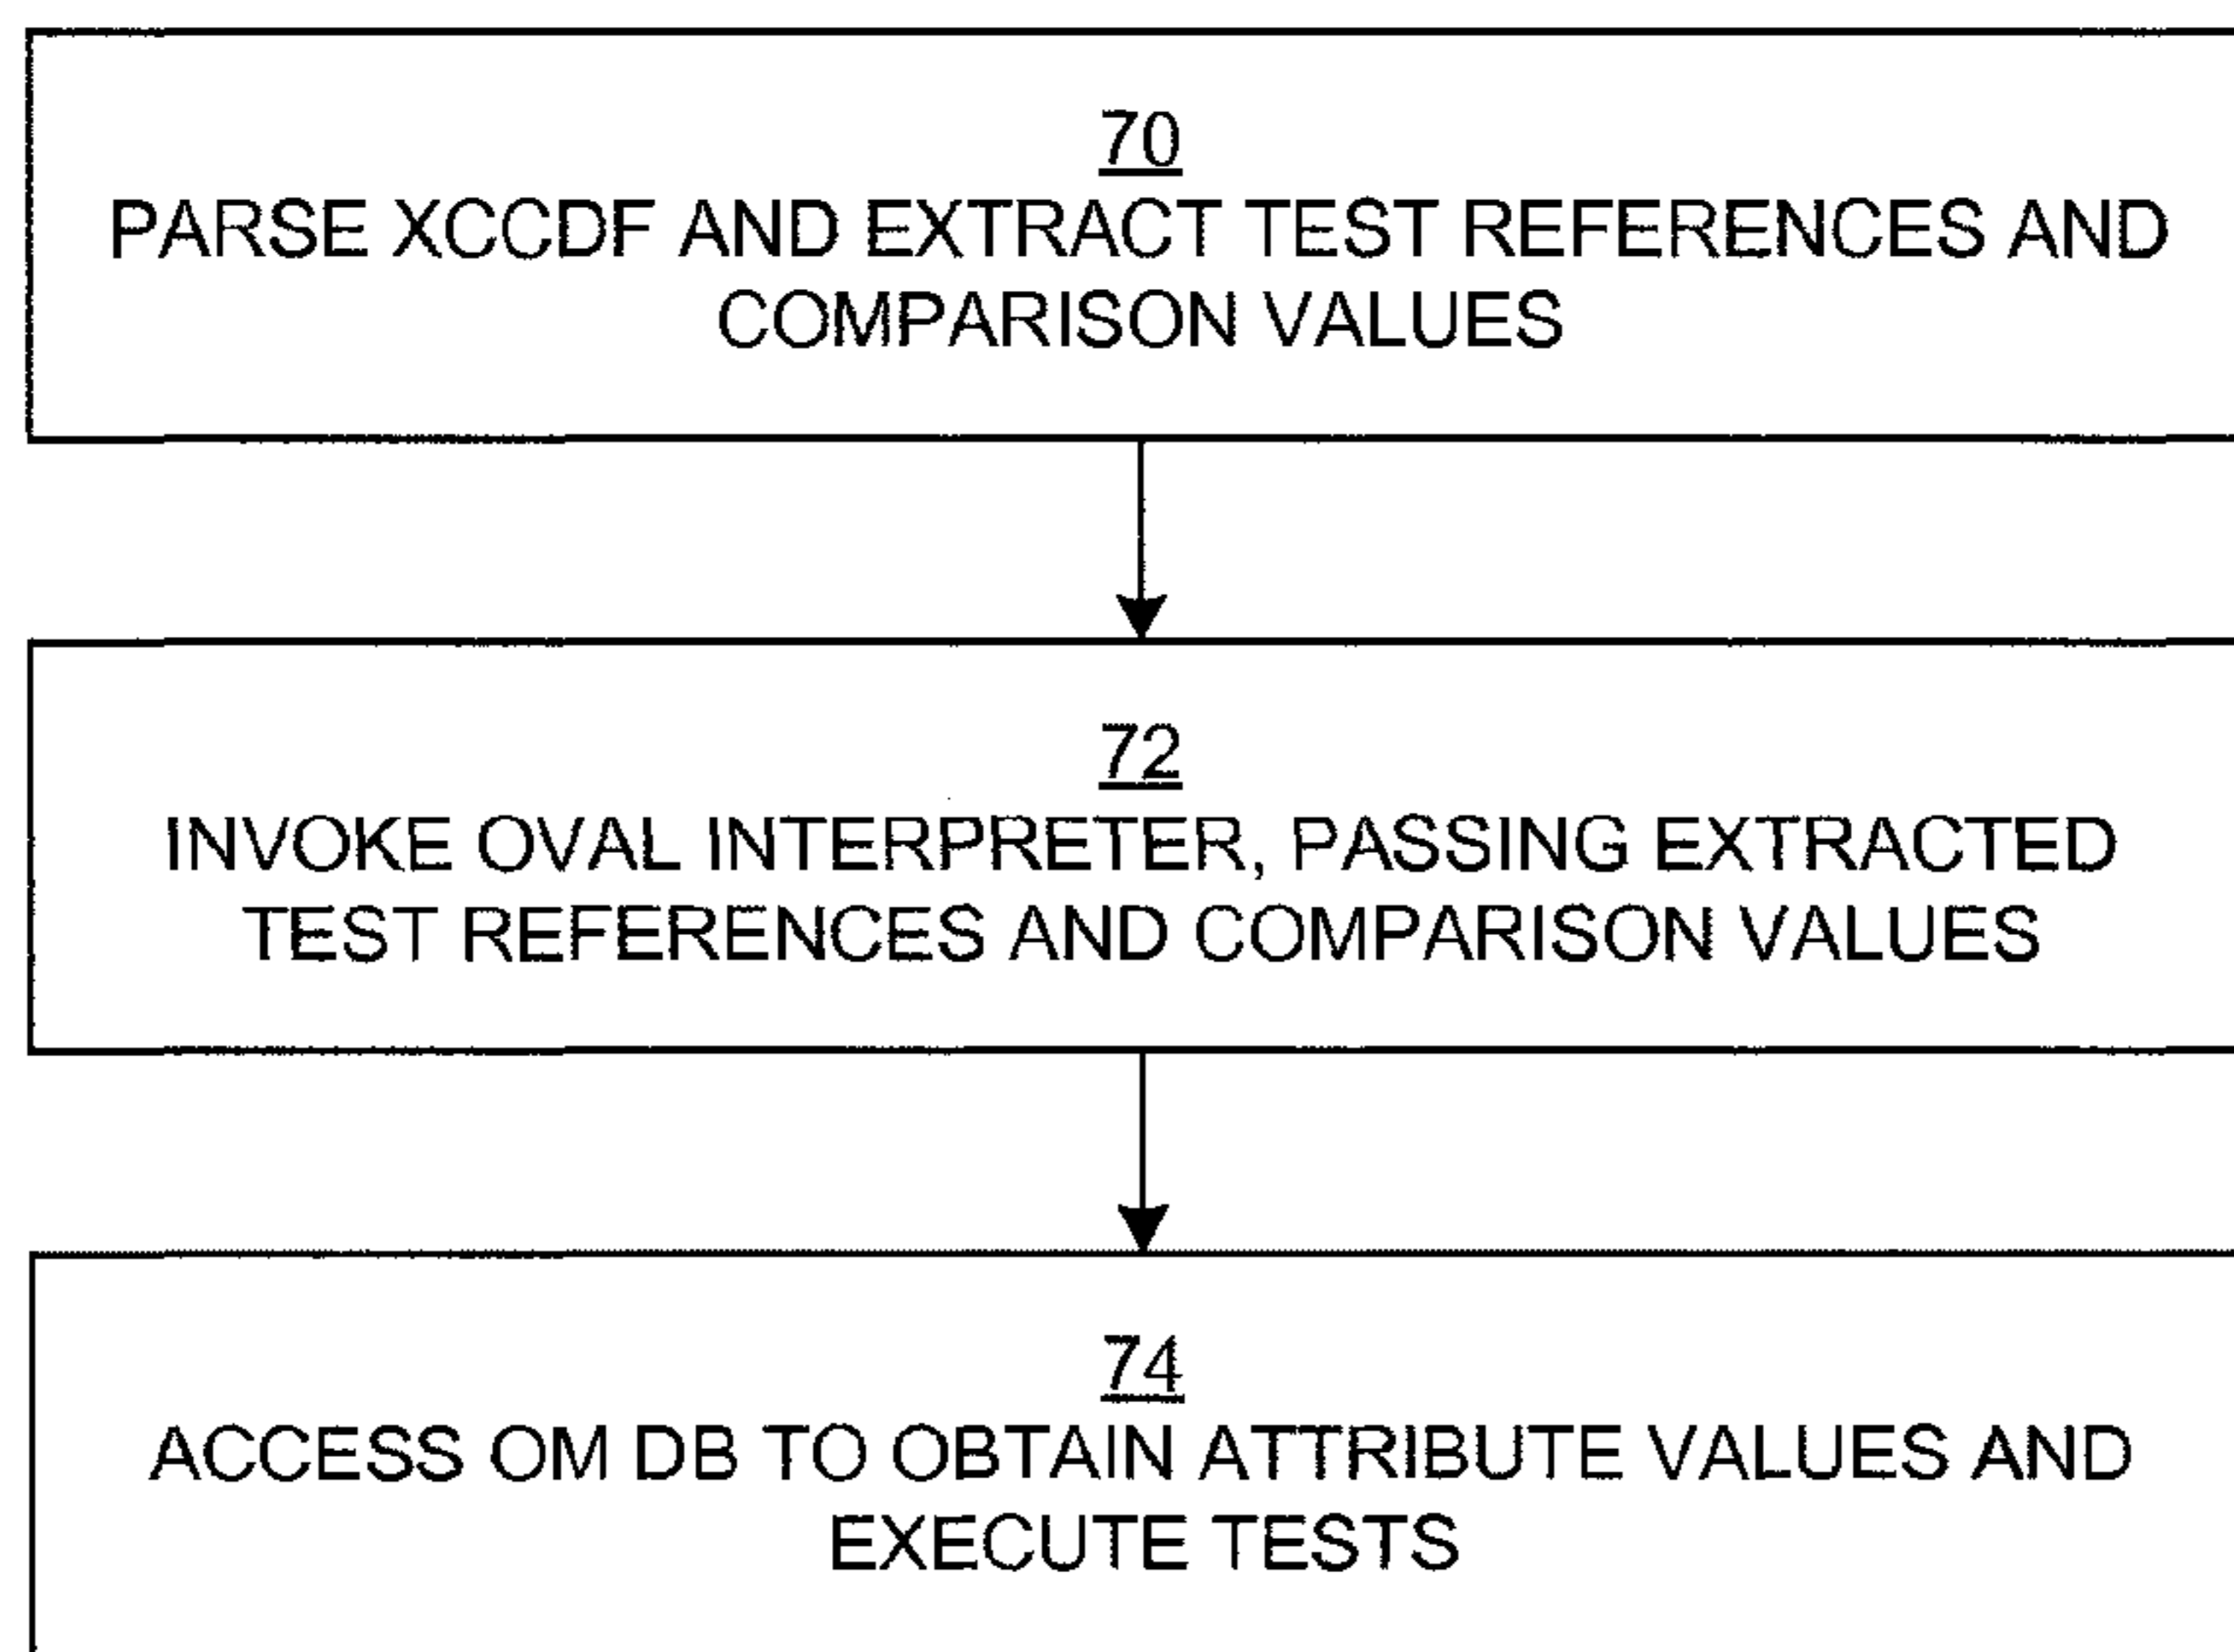 70
PARSE XCCDF AND EXTRACT TEST REFERENCES AND
COMPARISON VALUES
72
INVOKE OVAL INTERPRETER, PASSING EXTRACTED
TEST REFERENCES AND COMPARISON VALUES
74
ACCESS OM DB TO OBTAIN ATTRIBUTE VALUES AND
EXECUTE TESTS